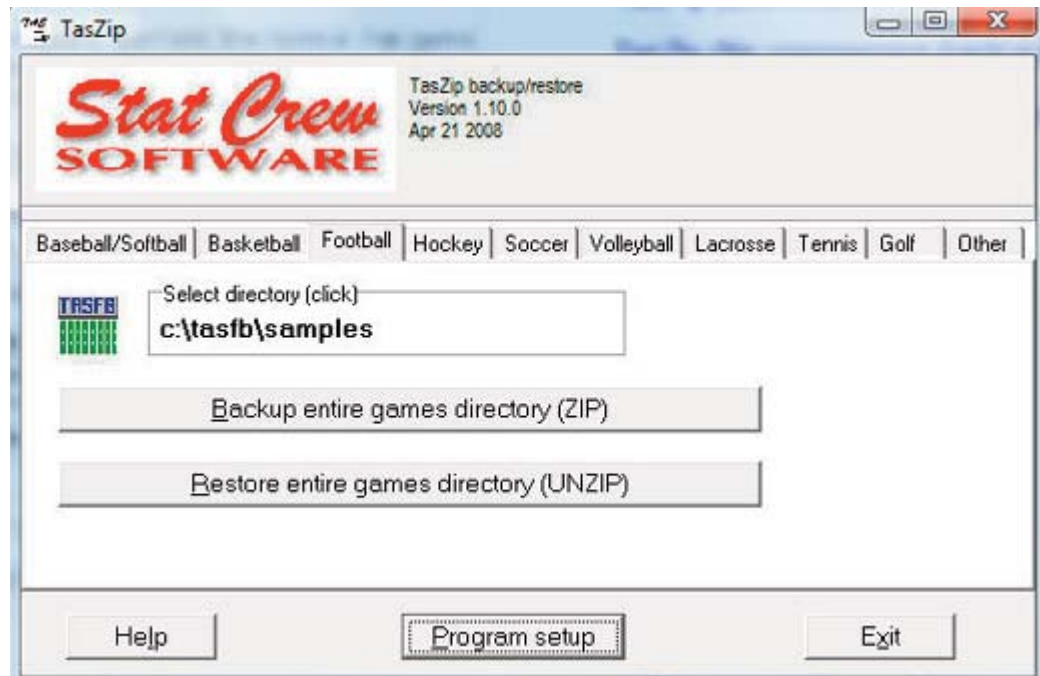 TAS TasZip
Stat Crew
SOFTWARE
TasZip backup/restore
Version 1.10.0
Apr 21 2008
Baseball/Softball Basketball Football Hockey Soccer Volleyball Lacrosse Tennis Golf Other
TASFB
Select directory (click)
c:\tasfb\samples
Backup entire games directory (ZIP)
Restore entire games directory (UNZIP)
Help Program setup Exit